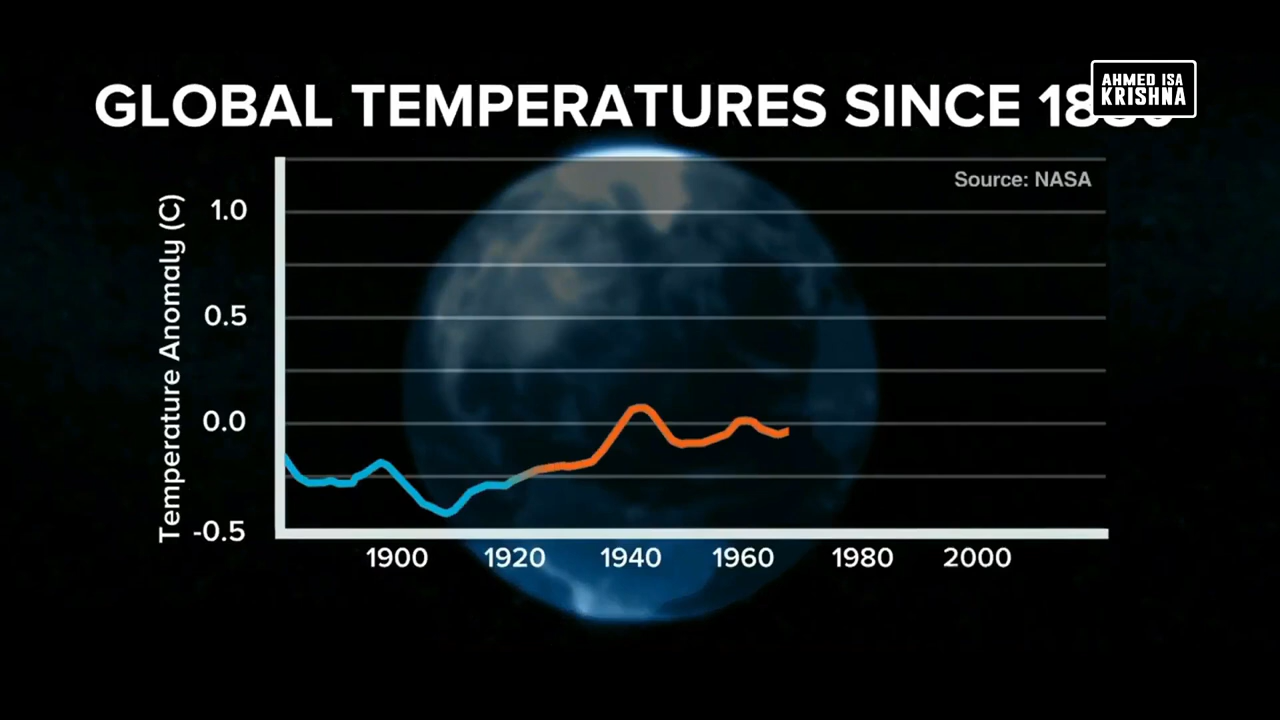 GLOBAL TEMPERATURES SINCE
AHMED ISA
KRISHNA
Source: NASA
Temperature Anomaly (C)
1.0
0.5
0.0
-0.5
1900 1920 1940 1960 1980 2000